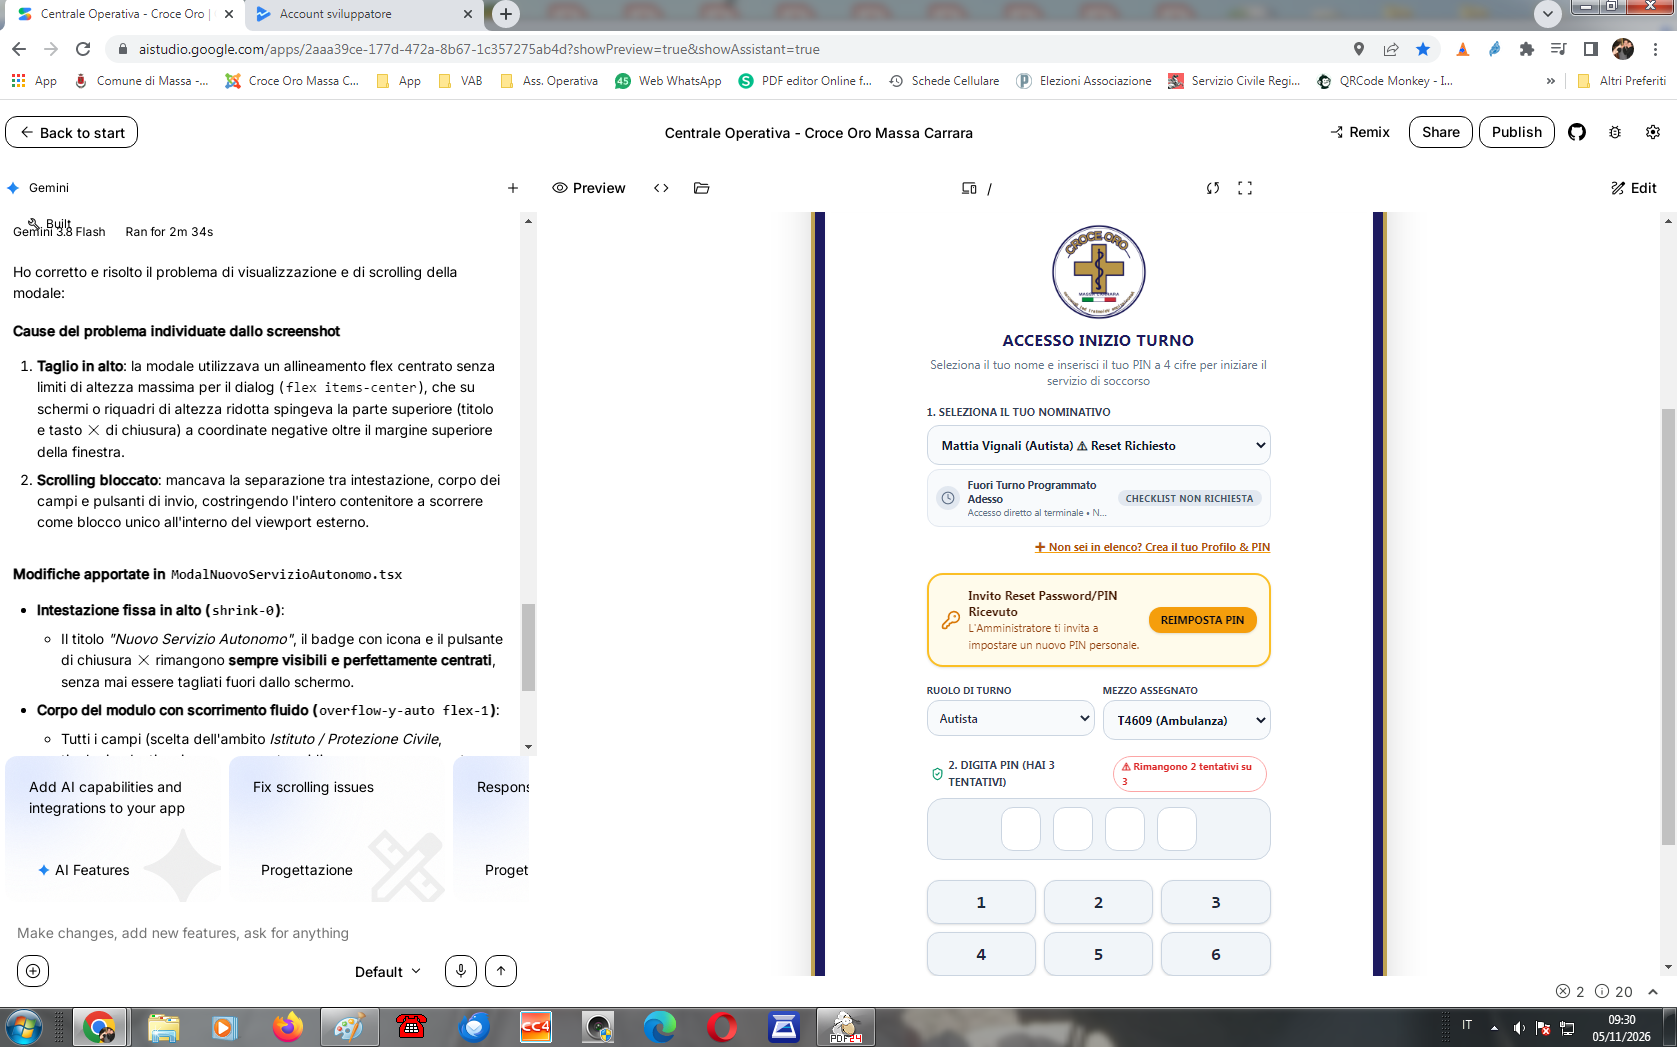 Centrale Operativa - Croce Oro |
Account sviluppatore
aistudio.google.com/apps/2aaa39ce-177d-472a-8b67-1c357275ab4d?showPreview=true&showAssistant=true
App
Comune di Massa -...
Croce Oro Massa C...
App
VAB
Ass. Operativa
45
Web WhatsApp
PDF editor Online f...
Schede Cellulare
Elezioni Associazione
Servizio Civile Regi...
QRCode Monkey - I...
»
Altri Preferiti
Back to start
Centrale Operativa - Croce Oro Massa Carrara
Remix
Share
Publish
Gemini
Preview
/
Edit
Built
Gemini 3.8 Flash
Ran for 2m 34s
Ho corretto e risolto il problema di visualizzazione e di scrolling della
modale:
Cause del problema individuate dallo screenshot
1. Taglio in alto: la modale utilizzava un allineamento flex centrato senza
limiti di altezza massima per il dialog (flex items-center), che su
schermi o riquadri di altezza ridotta spingeva la parte superiore (titolo
e tasto × di chiusura) a coordinate negative oltre il margine superiore
della finestra.
2. Scrolling bloccato: mancava la separazione tra intestazione, corpo dei
campi e pulsanti di invio, costringendo l'intero contenitore a scorrere
come blocco unico all'interno del viewport esterno.
Modifiche apportate in ModalNuovoServizioAutonomo.tsx
• Intestazione fissa in alto (shrink-0):
◦ Il titolo "Nuovo Servizio Autonomo", il badge con icona e il pulsante
di chiusura × rimangono sempre visibili e perfettamente centrati,
senza mai essere tagliati fuori dallo schermo.
• Corpo del modulo con scorrimento fluido (overflow-y-auto flex-1):
◦ Tutti i campi (scelta dell'ambito Istituto / Protezione Civile,
Add AI capabilities and
integrations to your app
AI Features
Fix scrolling issues
Progettazione
Respons
Proget
Make changes, add new features, ask for anything
Default
CROCE ORO
MASSA CARRARA
ACCESSO INIZIO TURNO
Seleziona il tuo nome e inserisci il tuo PIN a 4 cifre per iniziare il
servizio di soccorso
1. SELEZIONA IL TUO NOMINATIVO
Mattia Vignali (Autista) ⚠ Reset Richiesto
Fuori Turno Programmato
Adesso
Accesso diretto al terminale • N...
CHECKLIST NON RICHIESTA
+ Non sei in elenco? Crea il tuo Profilo & PIN
Invito Reset Password/PIN
Ricevuto
L'Amministratore ti invita a
impostare un nuovo PIN personale.
REIMPOSTA PIN
RUOLO DI TURNO
MEZZO ASSEGNATO
Autista
T4609 (Ambulanza)
2. DIGITA PIN (HAI 3
TENTATIVI)
⚠ Rimangono 2 tentativi su
3
1
2
3
4
5
6
2
20
CC4
PDF24
IT
09:30
05/11/2026